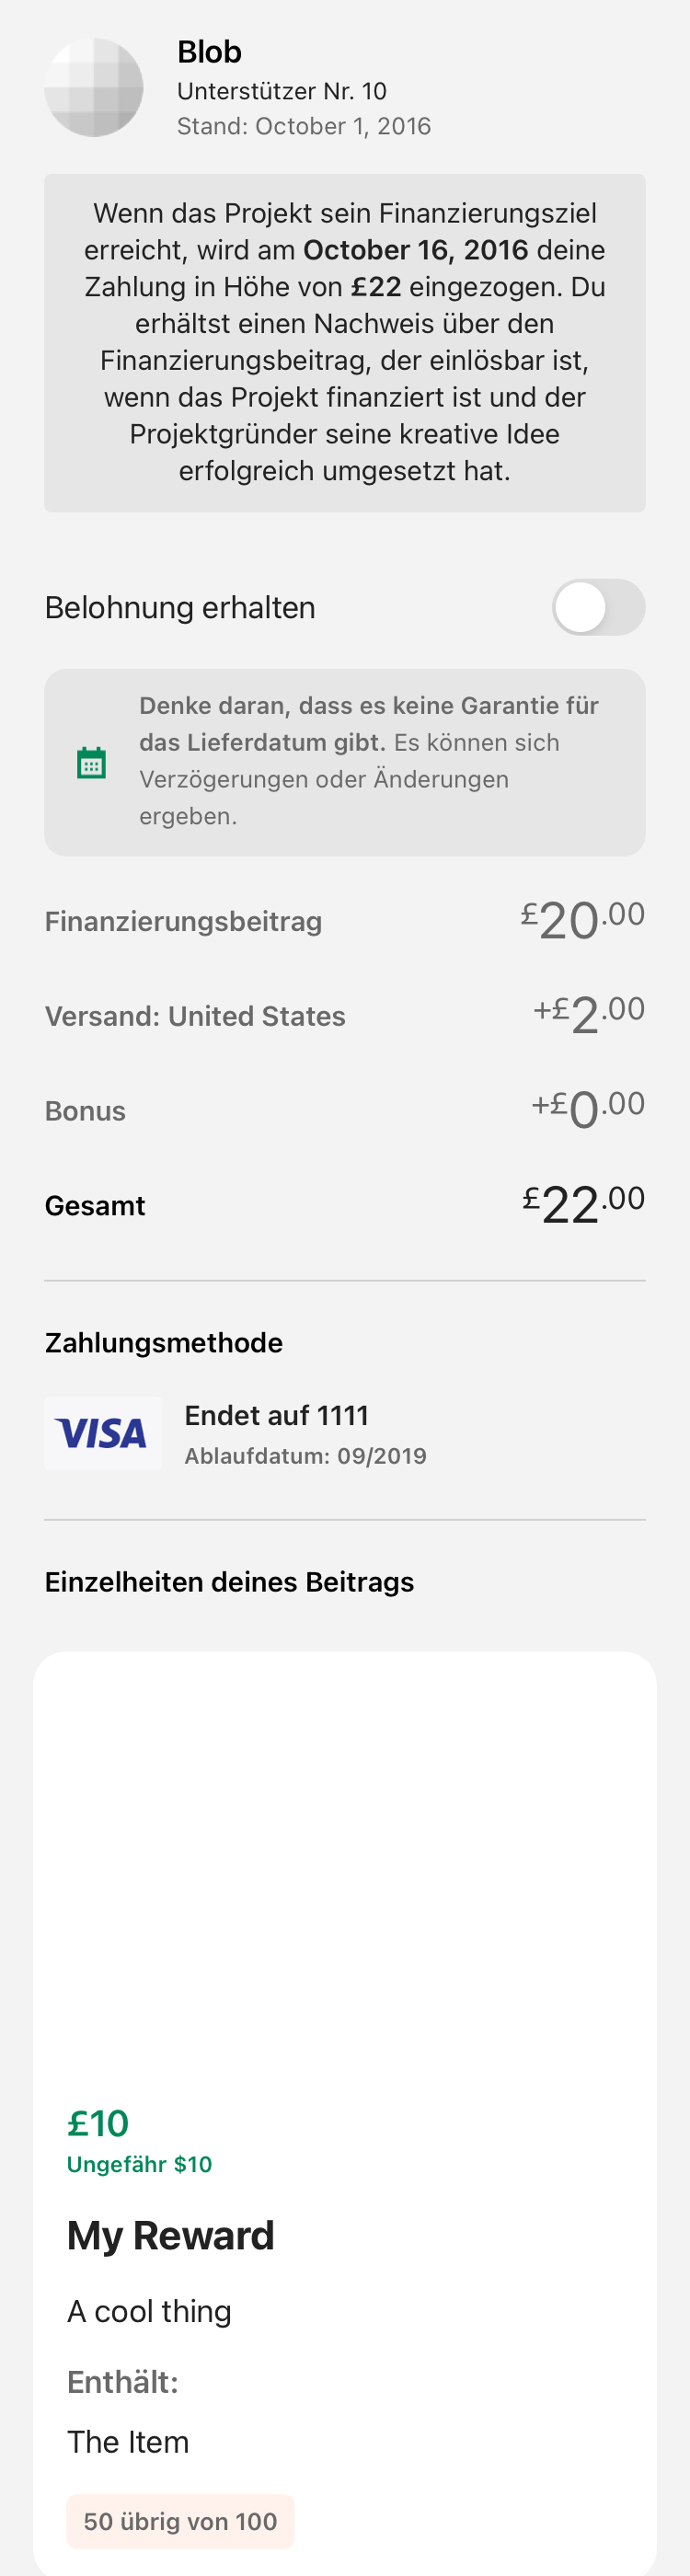 Blob
Unterstützer Nr. 10
Stand: October 1, 2016
Wenn das Projekt sein Finanzierungsziel
erreicht, wird am October 16, 2016 deine
Zahlung in Höhe von £22 eingezogen. Du
erhältst einen Nachweis über den
Finanzierungsbeitrag, der einlösbar ist,
wenn das Projekt finanziert ist und der
Projektgründer seine kreative Idee
erfolgreich umgesetzt hat.
Belohnung erhalten
Denke daran, dass es keine Garantie für
das Lieferdatum gibt. Es können sich
Verzögerungen oder Änderungen
ergeben.
Finanzierungsbeitrag £20.00
Versand: United States +£2.00
Bonus +£0.00
Gesamt £22.00
Zahlungsmethode
VISA Endet auf 1111
Ablaufdatum: 09/2019
Einzelheiten deines Beitrags
£10
Ungefähr $10
My Reward
A cool thing
Enthält:
The Item
50 übrig von 100